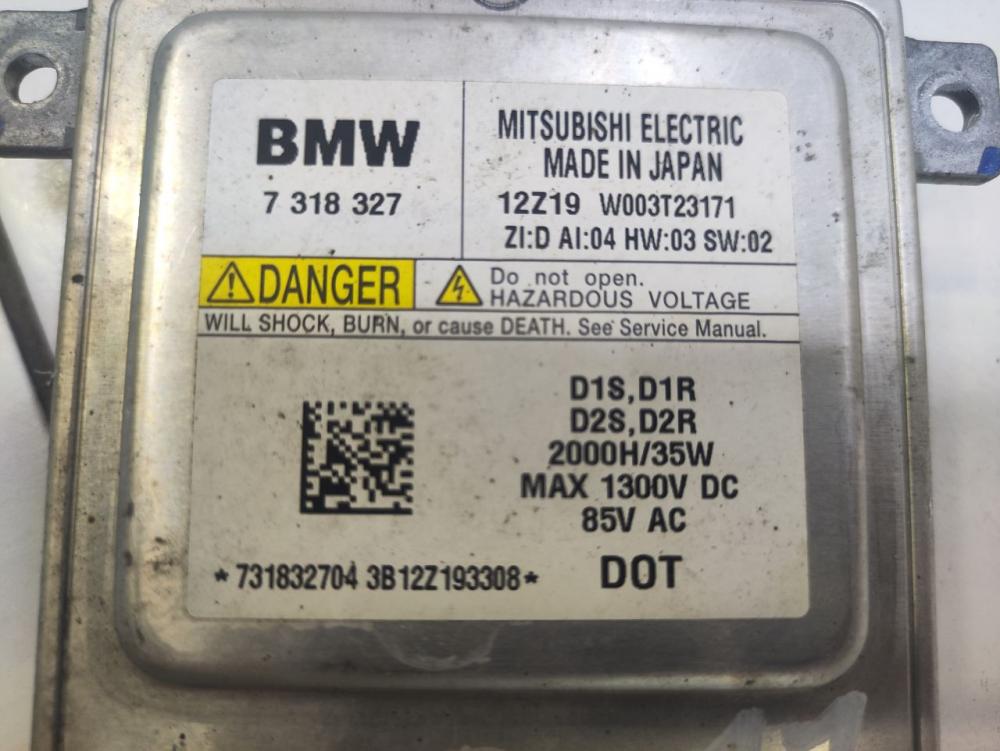 BMW
7 318 327
MITSUBISHI ELECTRIC
MADE IN JAPAN
12Z19 W003T23171
ZI:D AI:04 HW:03 SW:02
DANGER
Do not open.
HAZARDOUS VOLTAGE
WILL SHOCK, BURN, or cause DEATH. See Service Manual.
D1S,D1R
D2S,D2R
2000H/35W
MAX 1300V DC
85V AC
*731832704 3B12Z193308*
DOT